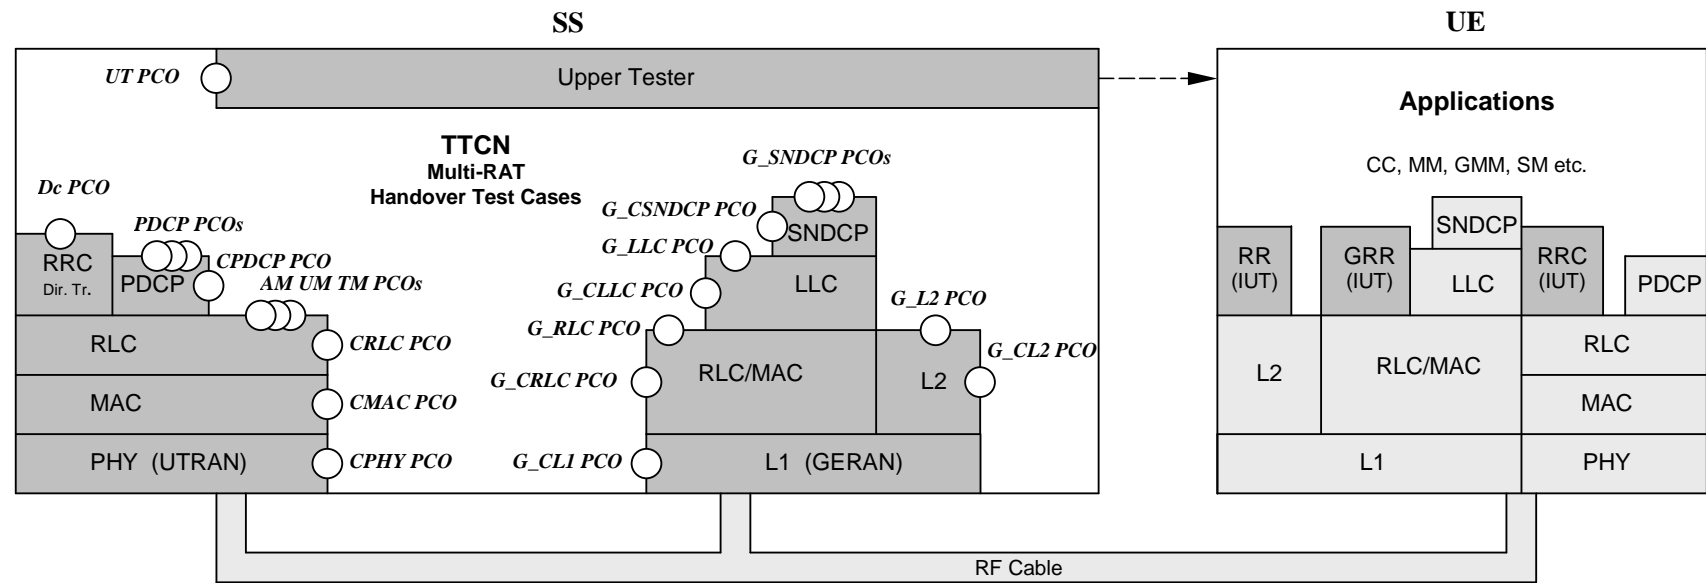 SS
UE
UT PCO
Upper Tester
Applications
TTCN
Multi-RAT
Handover Test Cases
G_SNDCP PCOs
CC, MM, GMM, SM etc.
Dc PCO
PDCP PCOs
G_CSNDCP PCO
SNDCP
SNDCP
G_LLC PCO
RRC
Dir. Tr.
PDCP
CPDCP PCO
AM UM TM PCOs
G_CLLC PCO
LLC
G_L2 PCO
RR
(IUT)
GRR
(IUT)
LLC
RRC
(IUT)
PDCP
RLC
CRLC PCO
G_RLC PCO
G_CRLC PCO
RLC/MAC
L2
G_CL2 PCO
L2
RLC/MAC
RLC
MAC
CMAC PCO
MAC
PHY (UTRAN)
CPHY PCO
G_CL1 PCO
L1 (GERAN)
L1
PHY
RF Cable